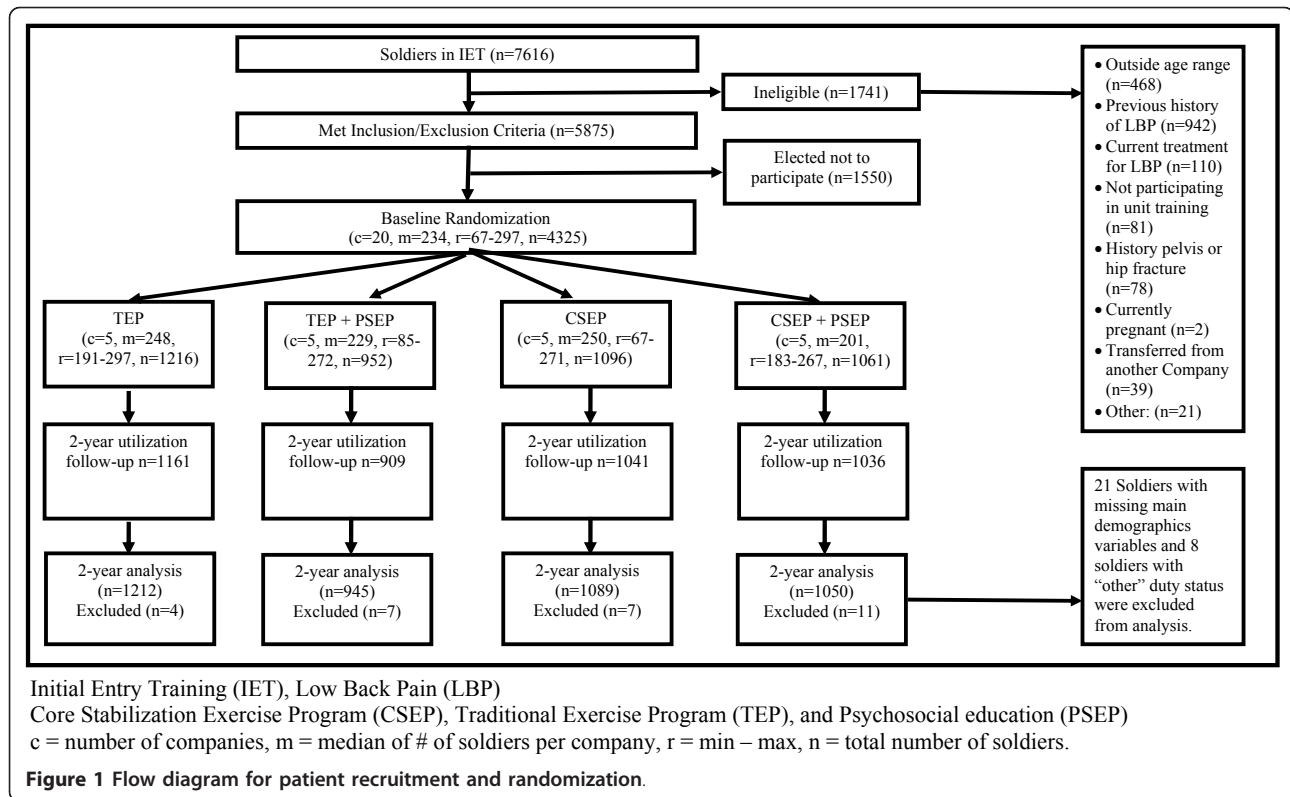 Soldiers in IET (n=7616)
Ineligible (n=1741)
Met Inclusion/Exclusion Criteria (n=5875)
Elected not to
participate (n=1550)
Baseline Randomization
(c=20, m=234, r=67-297, n=4325)
• Outside age range
(n=468)
• Previous history
of LBP (n=942)
• Current treatment
for LBP (n=110)
• Not participating
in unit training
(n=81)
• History pelvis or
hip fracture
(n=78)
• Currently
pregnant (n=2)
• Transferred from
another Company
(n=39)
• Other: (n=21)
TEP
(c=5, m=248,
r=191-297, n=1216)
TEP + PSEP
(c=5, m=229, r=85-
272, n=952)
CSEP
(c=5, m=250, r=67-
271, n=1096)
CSEP + PSEP
(c=5, m=201,
r=183-267, n=1061)
2-year utilization
follow-up n=1161
2-year utilization
follow-up n=909
2-year utilization
follow-up n=1041
2-year utilization
follow-up n=1036
2-year analysis
(n=1212)
Excluded (n=4)
2-year analysis
(n=945)
Excluded (n=7)
2-year analysis
(n=1089)
Excluded (n=7)
2-year analysis
(n=1050)
Excluded (n=11)
21 Soldiers with
missing main
demographics
variables and 8
soldiers with
“other” duty status
were excluded
from analysis.
Initial Entry Training (IET), Low Back Pain (LBP)
Core Stabilization Exercise Program (CSEP), Traditional Exercise Program (TEP), and Psychosocial education (PSEP)
c = number of companies, m = median of # of soldiers per company, r = min – max, n = total number of soldiers.
Figure 1 Flow diagram for patient recruitment and randomization.